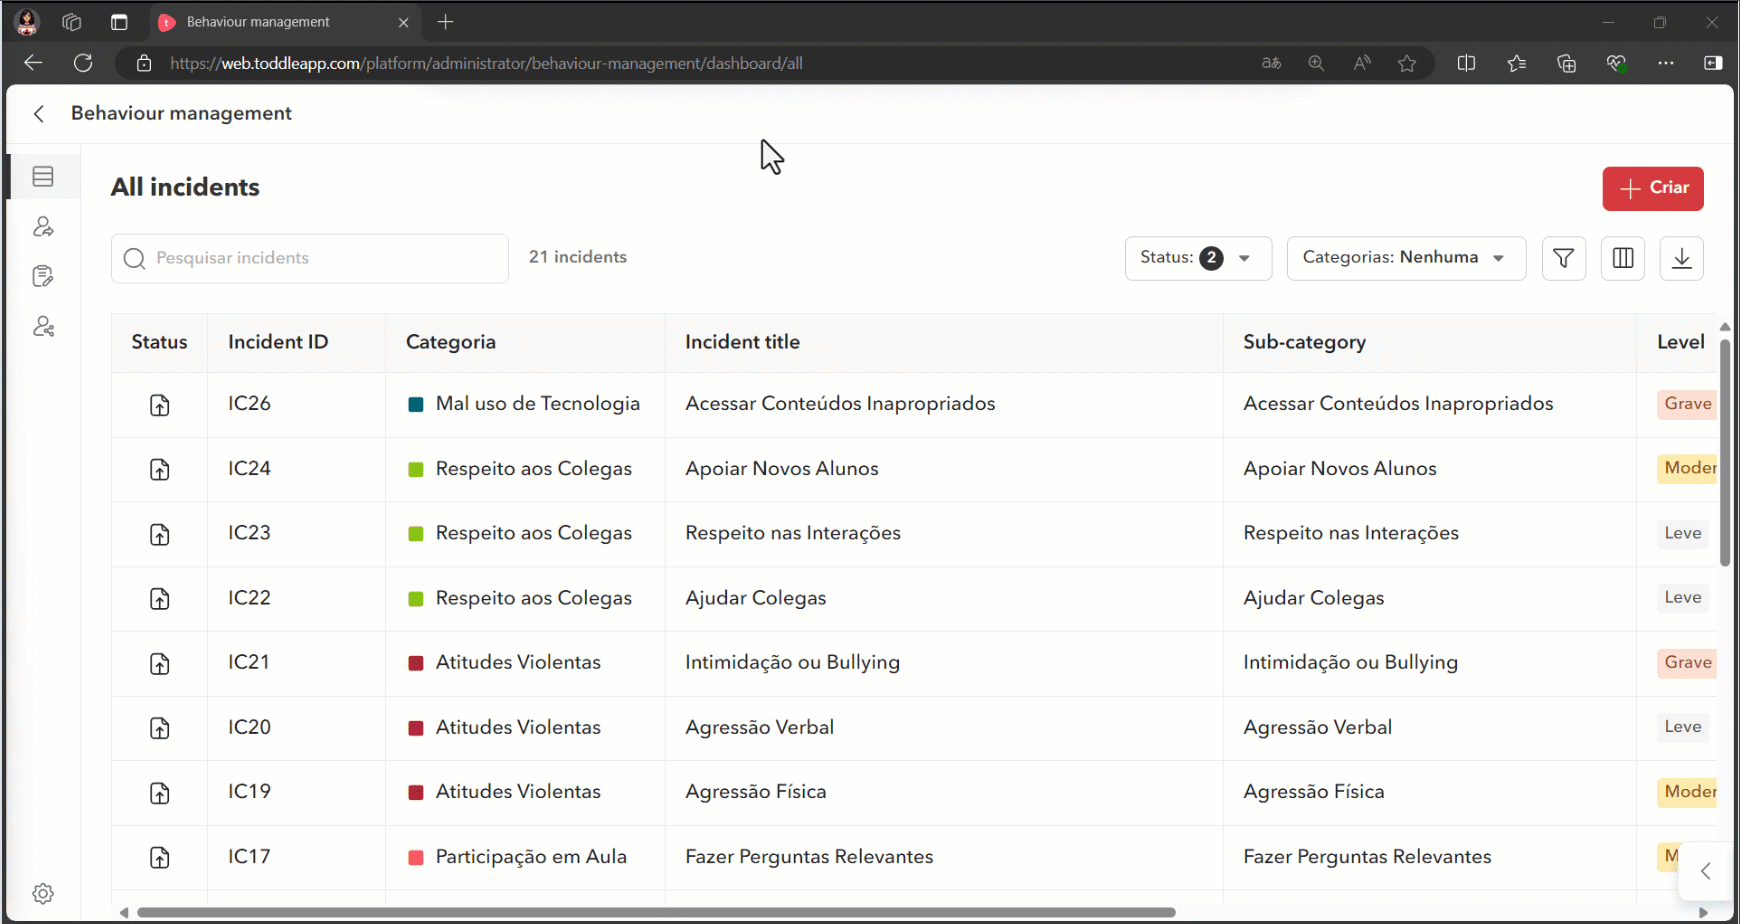 Behaviour management
https://web.toddleapp.com/platform/administrator/behaviour-management/dashboard/all
Behaviour management
All incidents
Criar
Pesquisar incidents
21 incidents
Status: 2
Categorias: Nenhuma
Status Incident ID Categoria Incident title Sub-category Level
IC26 Mal uso de Tecnologia Acessar Conteúdos Inapropriados Acessar Conteúdos Inapropriados Grave
IC24 Respeito aos Colegas Apoiar Novos Alunos Apoiar Novos Alunos Moder
IC23 Respeito aos Colegas Respeito nas Interações Respeito nas Interações Leve
IC22 Respeito aos Colegas Ajudar Colegas Ajudar Colegas Leve
IC21 Atitudes Violentas Intimidação ou Bullying Intimidação ou Bullying Grave
IC20 Atitudes Violentas Agressão Verbal Agressão Verbal Leve
IC19 Atitudes Violentas Agressão Física Agressão Física Moder
IC17 Participação em Aula Fazer Perguntas Relevantes Fazer Perguntas Relevantes M